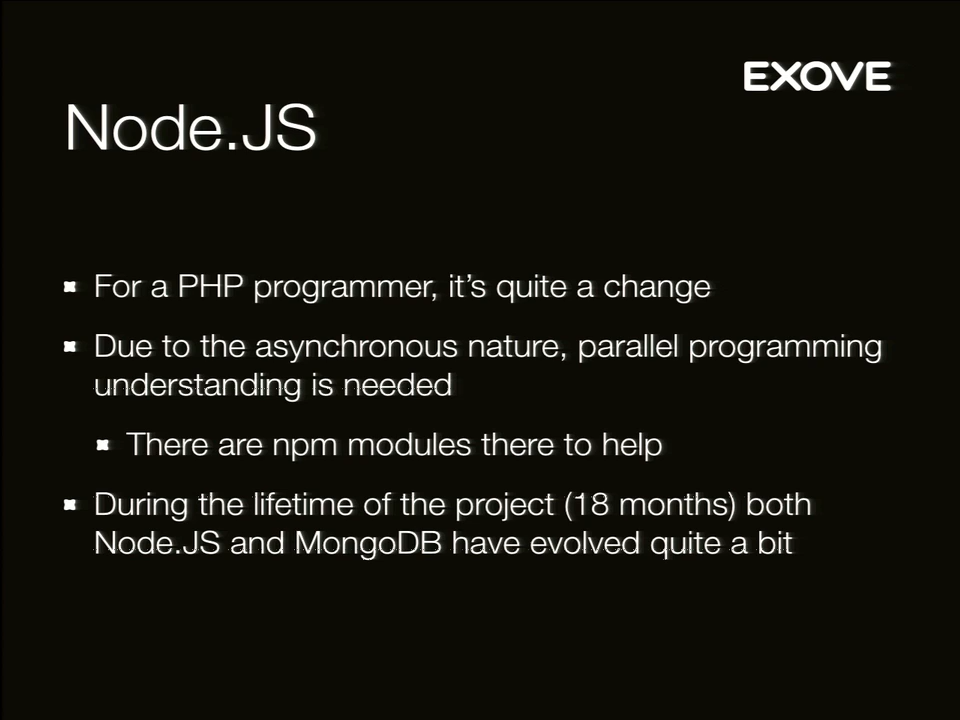 EXOVE
Node.JS
For a PHP programmer, it's quite a change
Due to the asynchronous nature, parallel programming
understanding is needed
There are npm modules there to help
During the lifetime of the project (18 months) both
Node.JS and MongoDB have evolved quite a bit